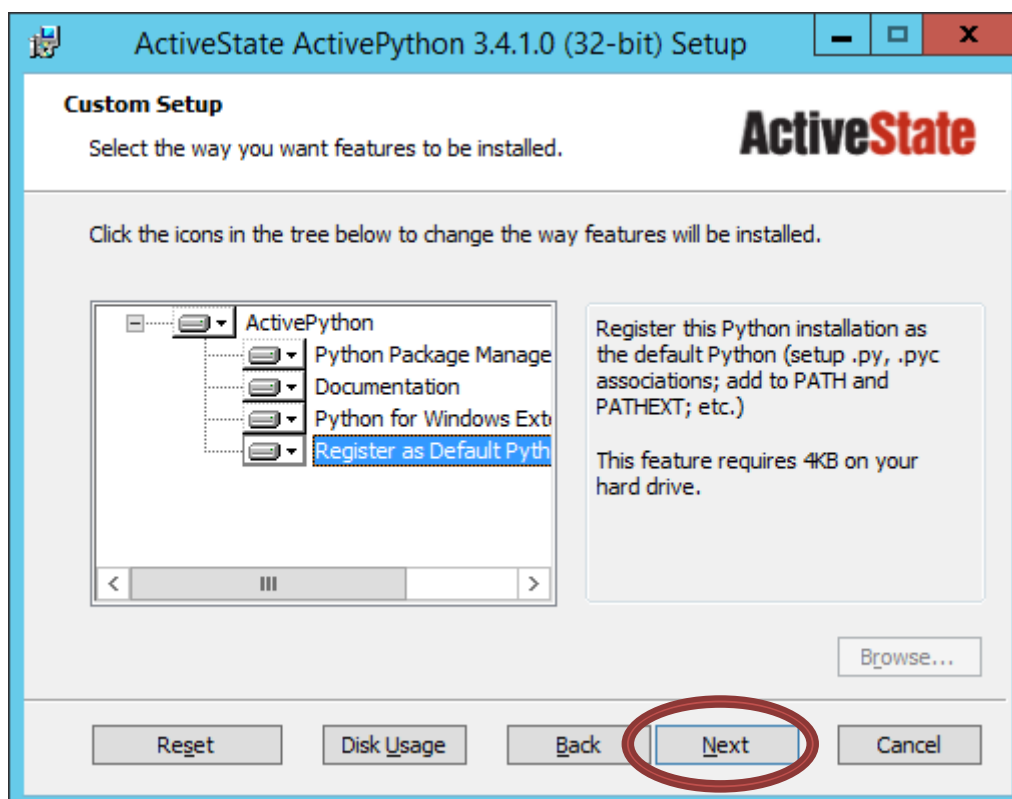 ActiveState ActivePython 3.4.1.0 (32-bit) Setup
Custom Setup
Select the way you want features to be installed.
ActiveState
Click the icons in the tree below to change the way features will be installed.
ActivePython
Python Package Manage
Documentation
Python for Windows Exte
Register as Default Pyth
Register this Python installation as
the default Python (setup .py, .pyc
associations; add to PATH and
PATHEXT; etc.)
This feature requires 4KB on your
hard drive.
Browse...
Reset
Disk Usage
Back
Next
Cancel